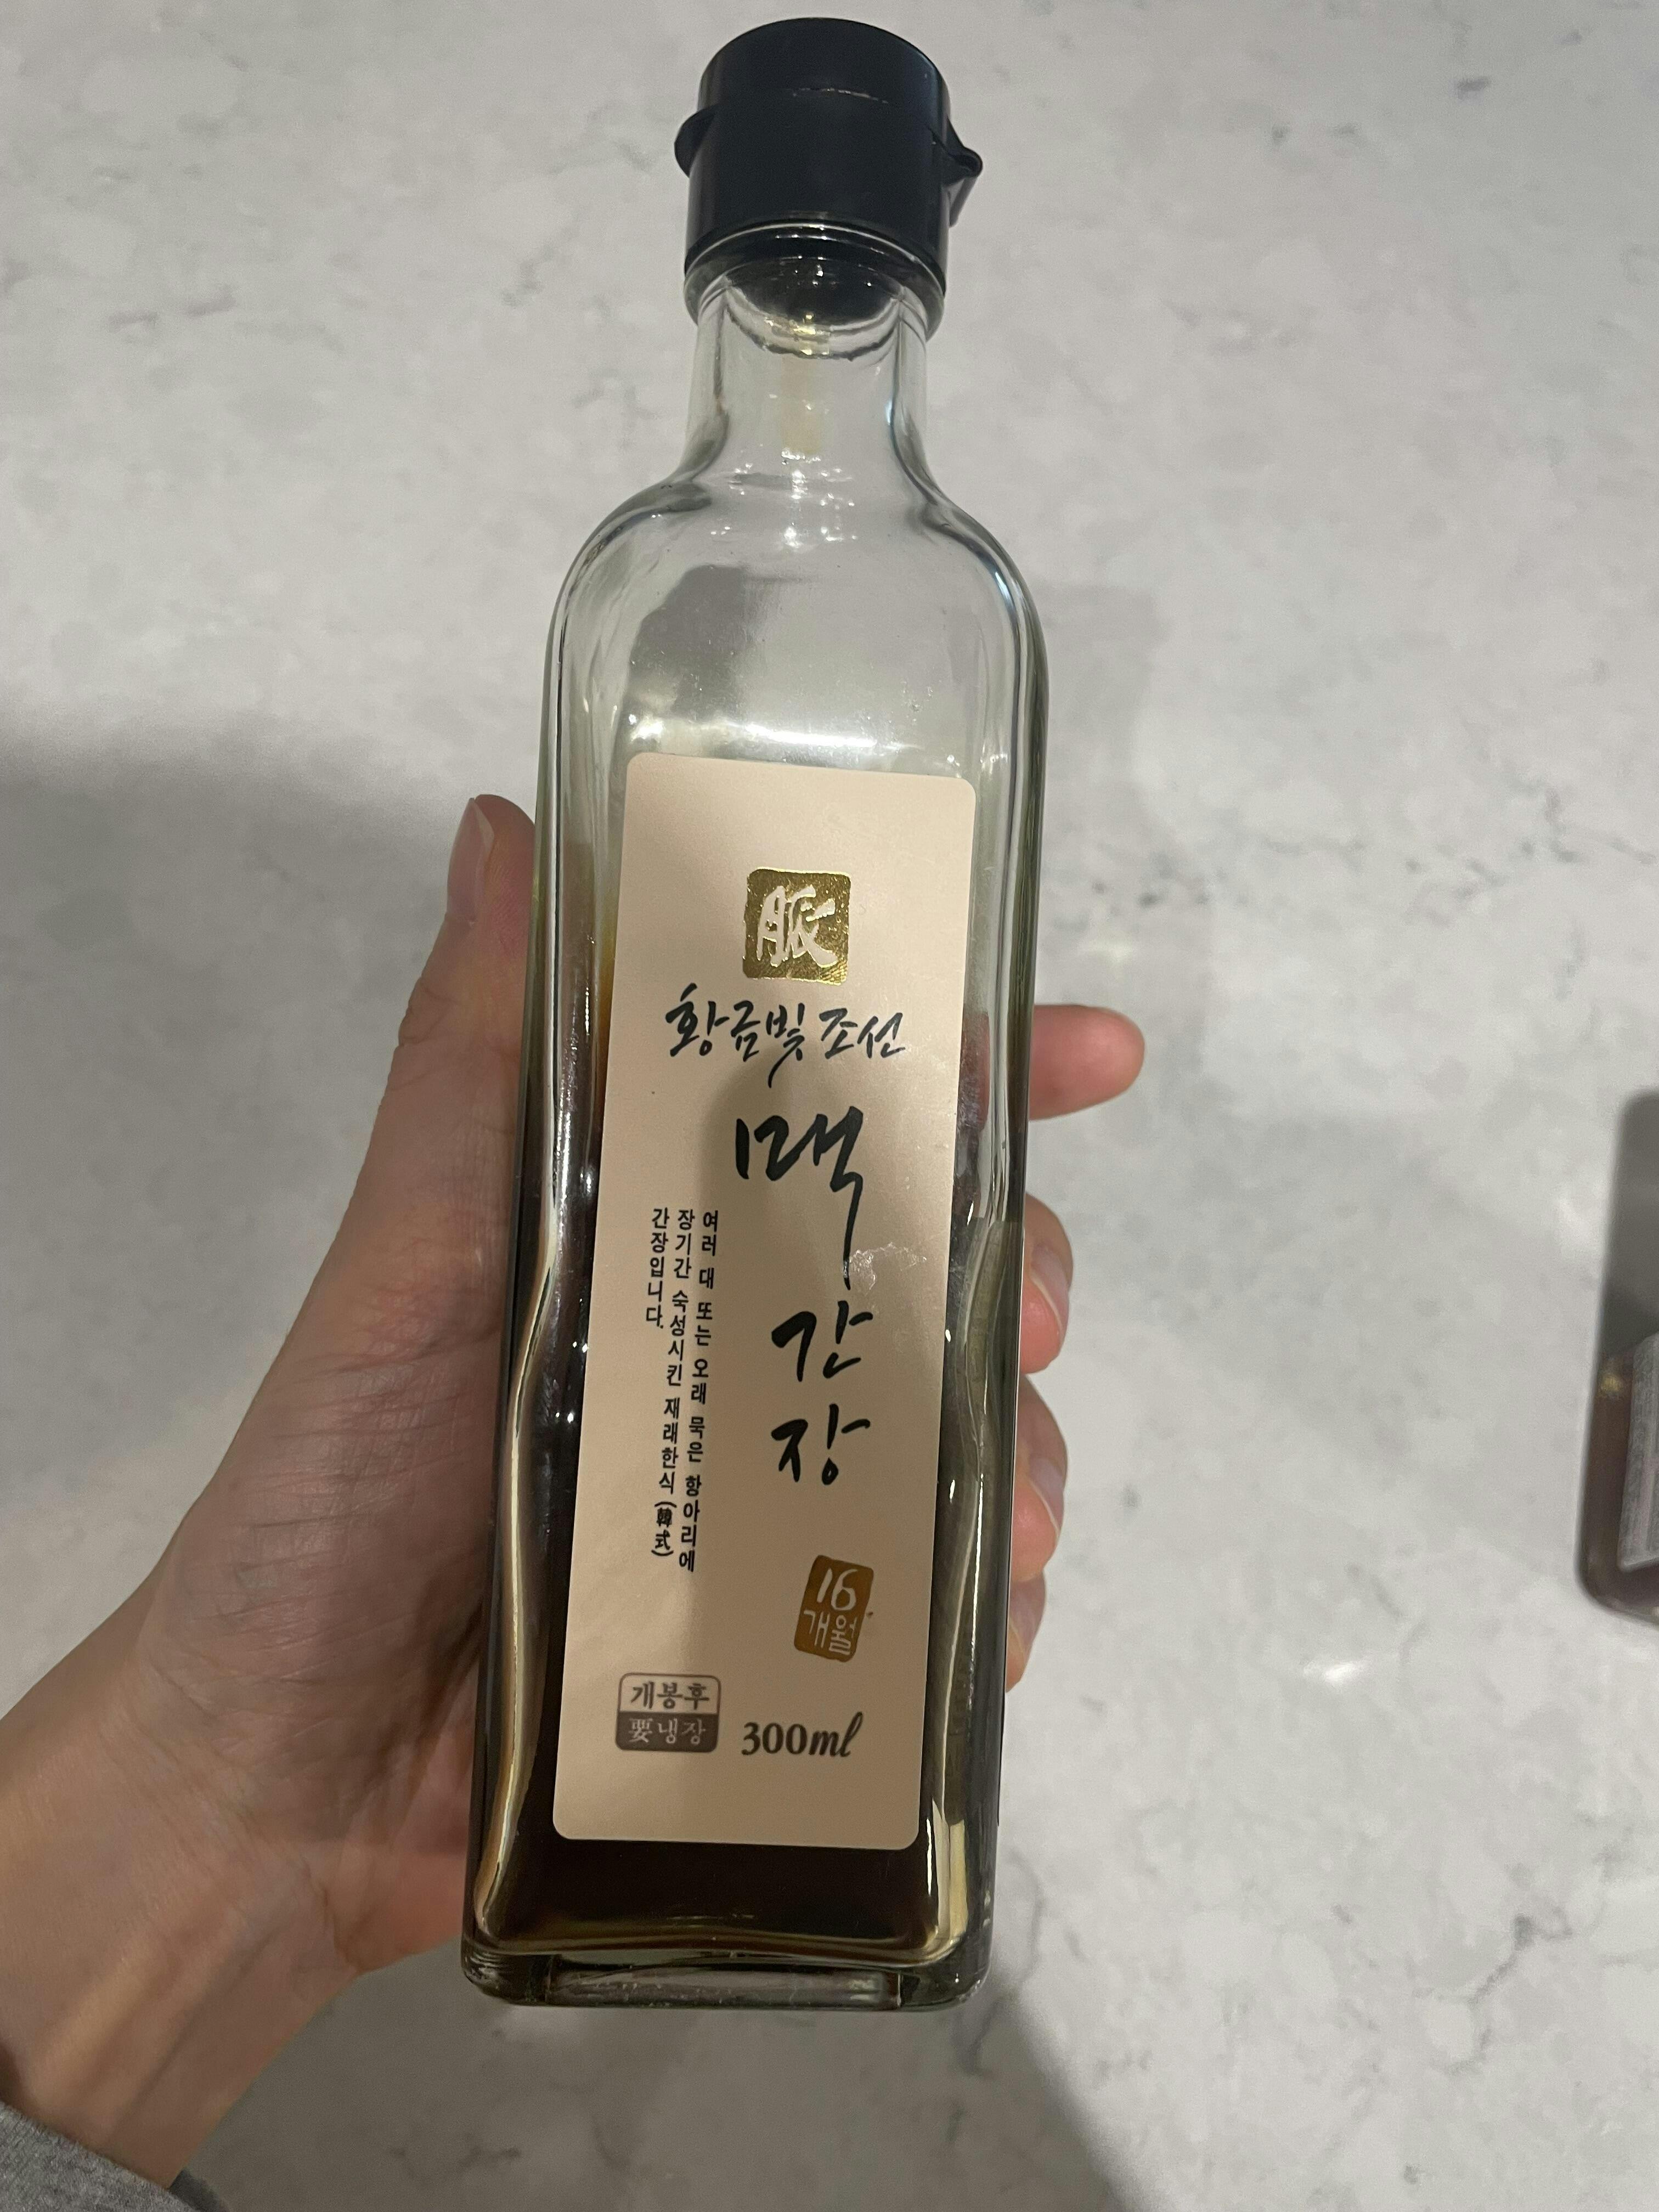 脈
황금빛 조선
맥
간
장
여러 대 또는 오래 묵은 항아리에
장기간 숙성시킨 재래한식(韓式)
간장입니다.
16
개월
개봉후
要냉장
300ml